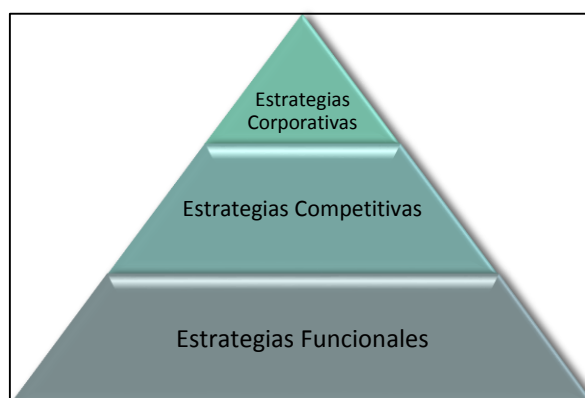 Estrategias
Corporativas
Estrategias Competitivas
Estrategias Funcionales